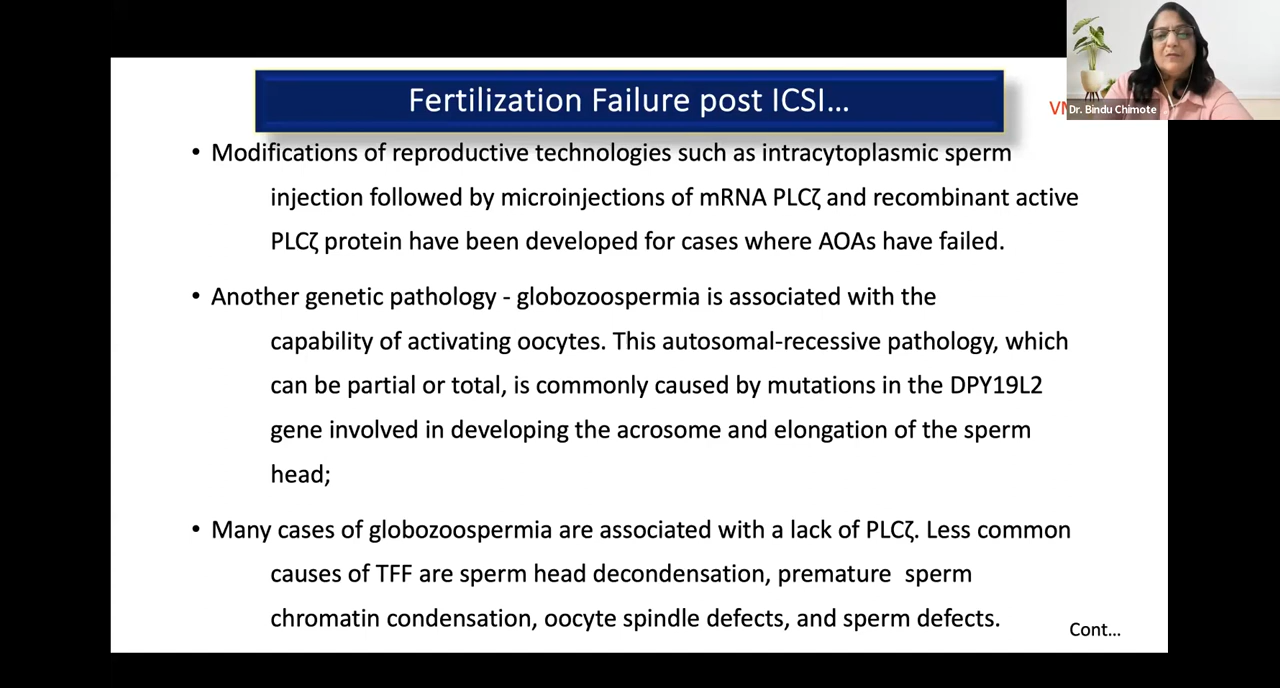 Fertilization Failure post ICSI…
VN
Dr. Bindu Chimote
• Modifications of reproductive technologies such as intracytoplasmic sperm
injection followed by microinjections of mRNA PLCζ and recombinant active
PLCζ protein have been developed for cases where AOAs have failed.
• Another genetic pathology - globozoospermia is associated with the
capability of activating oocytes. This autosomal-recessive pathology, which
can be partial or total, is commonly caused by mutations in the DPY19L2
gene involved in developing the acrosome and elongation of the sperm
head;
• Many cases of globozoospermia are associated with a lack of PLCζ. Less common
causes of TFF are sperm head decondensation, premature sperm
chromatin condensation, oocyte spindle defects, and sperm defects.
Cont…